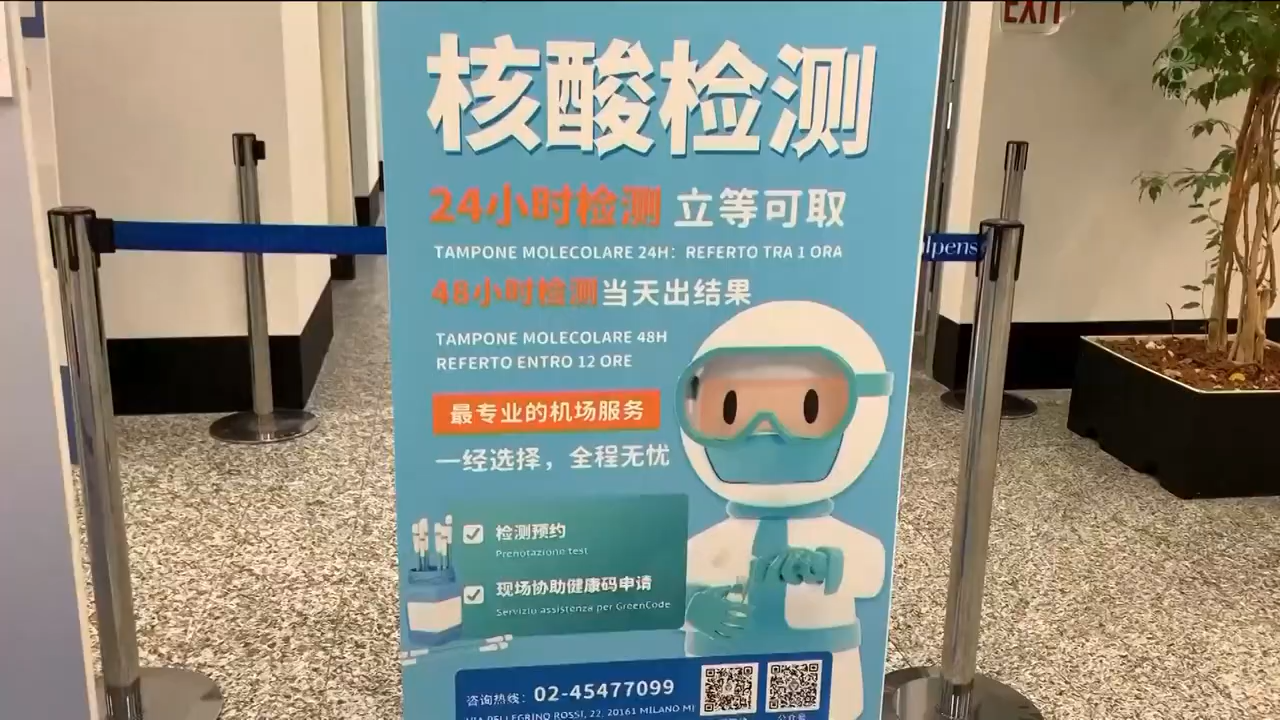 EXIT
核酸检测
24小时检测 立等可取
TAMPONE MOLECOLARE 24H: REFERTO TRA 1 ORA
lpens
48小时检测当天出结果
TAMPONE MOLECOLARE 48H
REFERTO ENTRO 12 ORE
最专业的机场服务
一经选择，全程无忧
检测预约
Prenotazione test
现场协助健康码申请
Servizio assistenza per GreenCode
咨询热线：02-45477099
VIA PELLEGRINO ROSSI, 22, 20161 MILANO MI
公众号